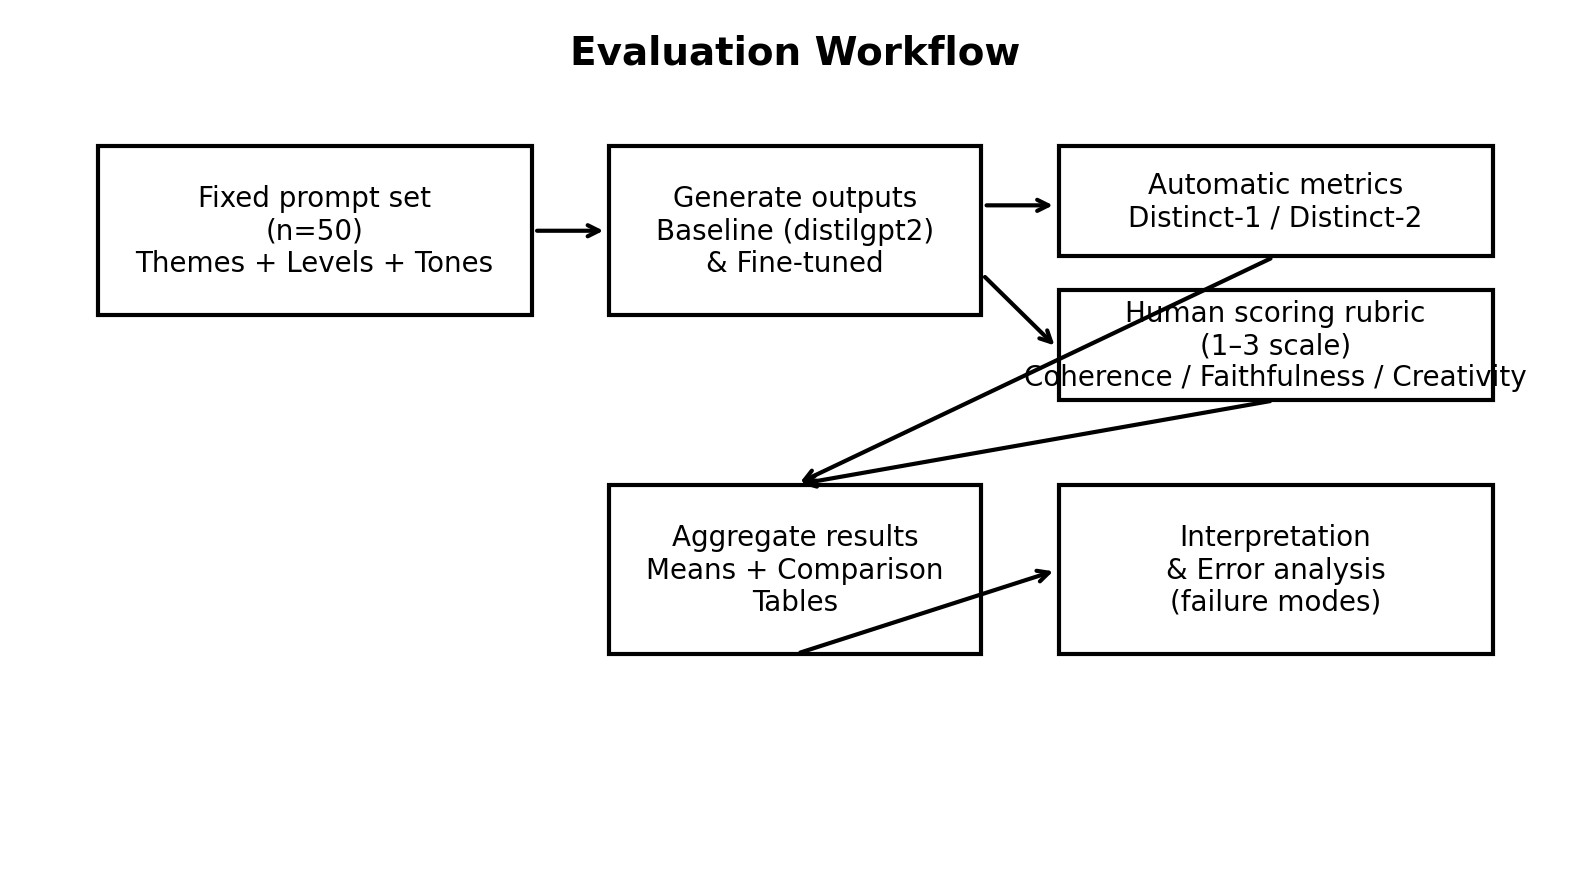 Evaluation Workflow
Fixed prompt set
(n=50)
Themes + Levels + Tones
Generate outputs
Baseline (distilgpt2)
& Fine-tuned
Automatic metrics
Distinct-1 / Distinct-2
Human scoring rubric
(1–3 scale)
Coherence / Faithfulness / Creativity
Aggregate results
Means + Comparison
Tables
Interpretation
& Error analysis
(failure modes)